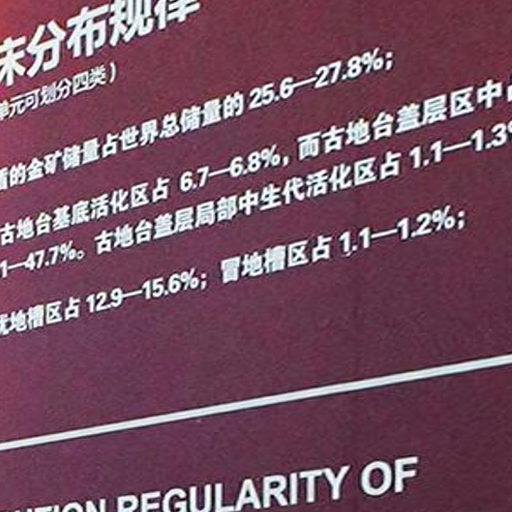 床分布规律
单元可划分四类）
盾的金矿储量占世界总储量的 25.6—27.8%；
古地台基底活化区占 6.7—6.8%，而古地台盖层区中
1—47.7%。古地台盖层局部中生代活化区占 1.1—1.3%
优地槽区占 12.9—15.6%；冒地槽区占 1.1—1.2%；
REGULARITY OF